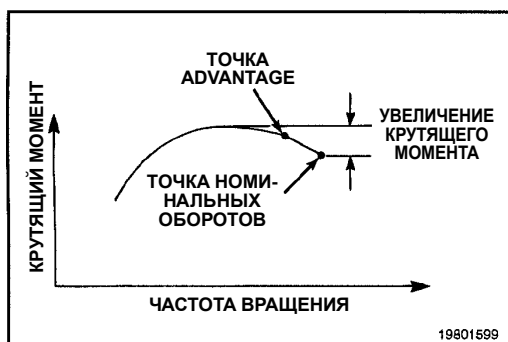 ТОЧКА
ADVANTAGE
УВЕЛИЧЕНИЕ
КРУТЯЩЕГО
МОМЕНТА
ТОЧКА НОМИ-
НАЛЬНЫХ
ОБОРОТОВ
КРУТЯЩИЙ МОМЕНТ
ЧАСТОТА ВРАЩЕНИЯ
19801599